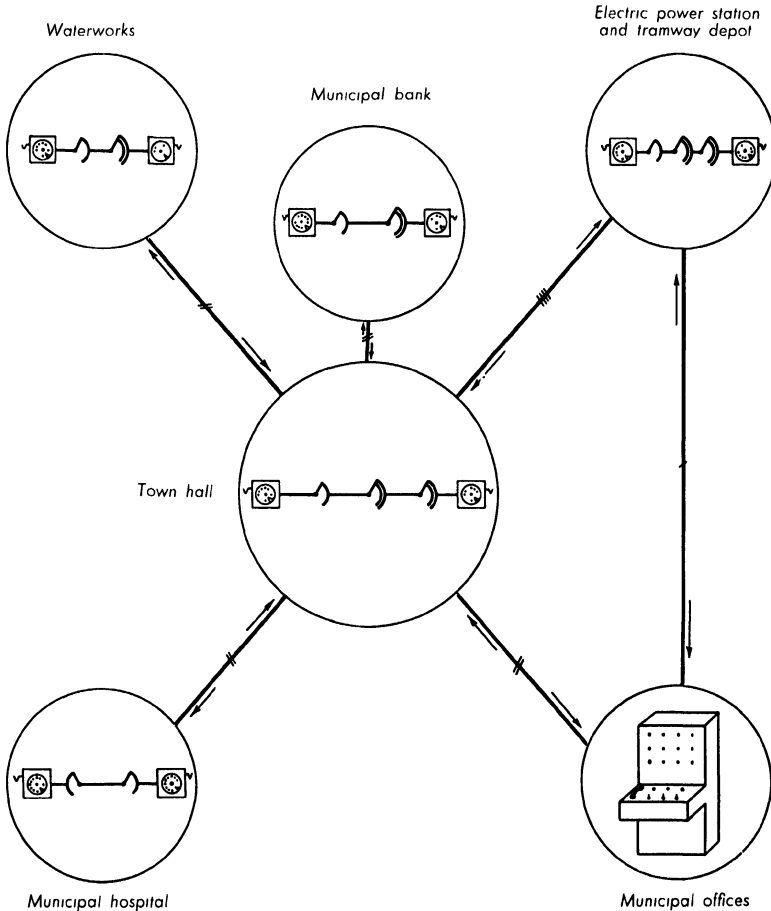 Waterworks
Electric power station
and tramway depot
Municipal bank
Town hall
Municipal hospital
Municipal offices